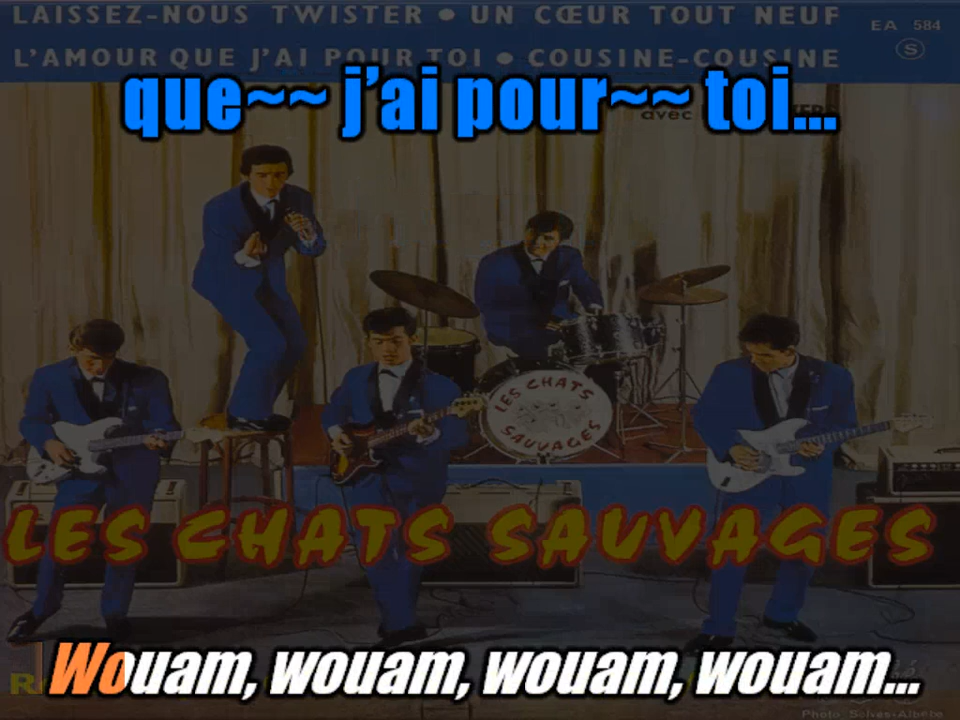 LAISSEZ-NOUS TWISTER • UN CŒUR TOUT NEUF
EA 584
L'AMOUR QUE J'AI POUR TOI • COUSINE-COUSINE
S
que~~ j'ai pour~~ toi...
avec
LES CHATS
SAUVAGES
LES CHATS SAUVAGES
Wouam, wouam, wouam, wouam...